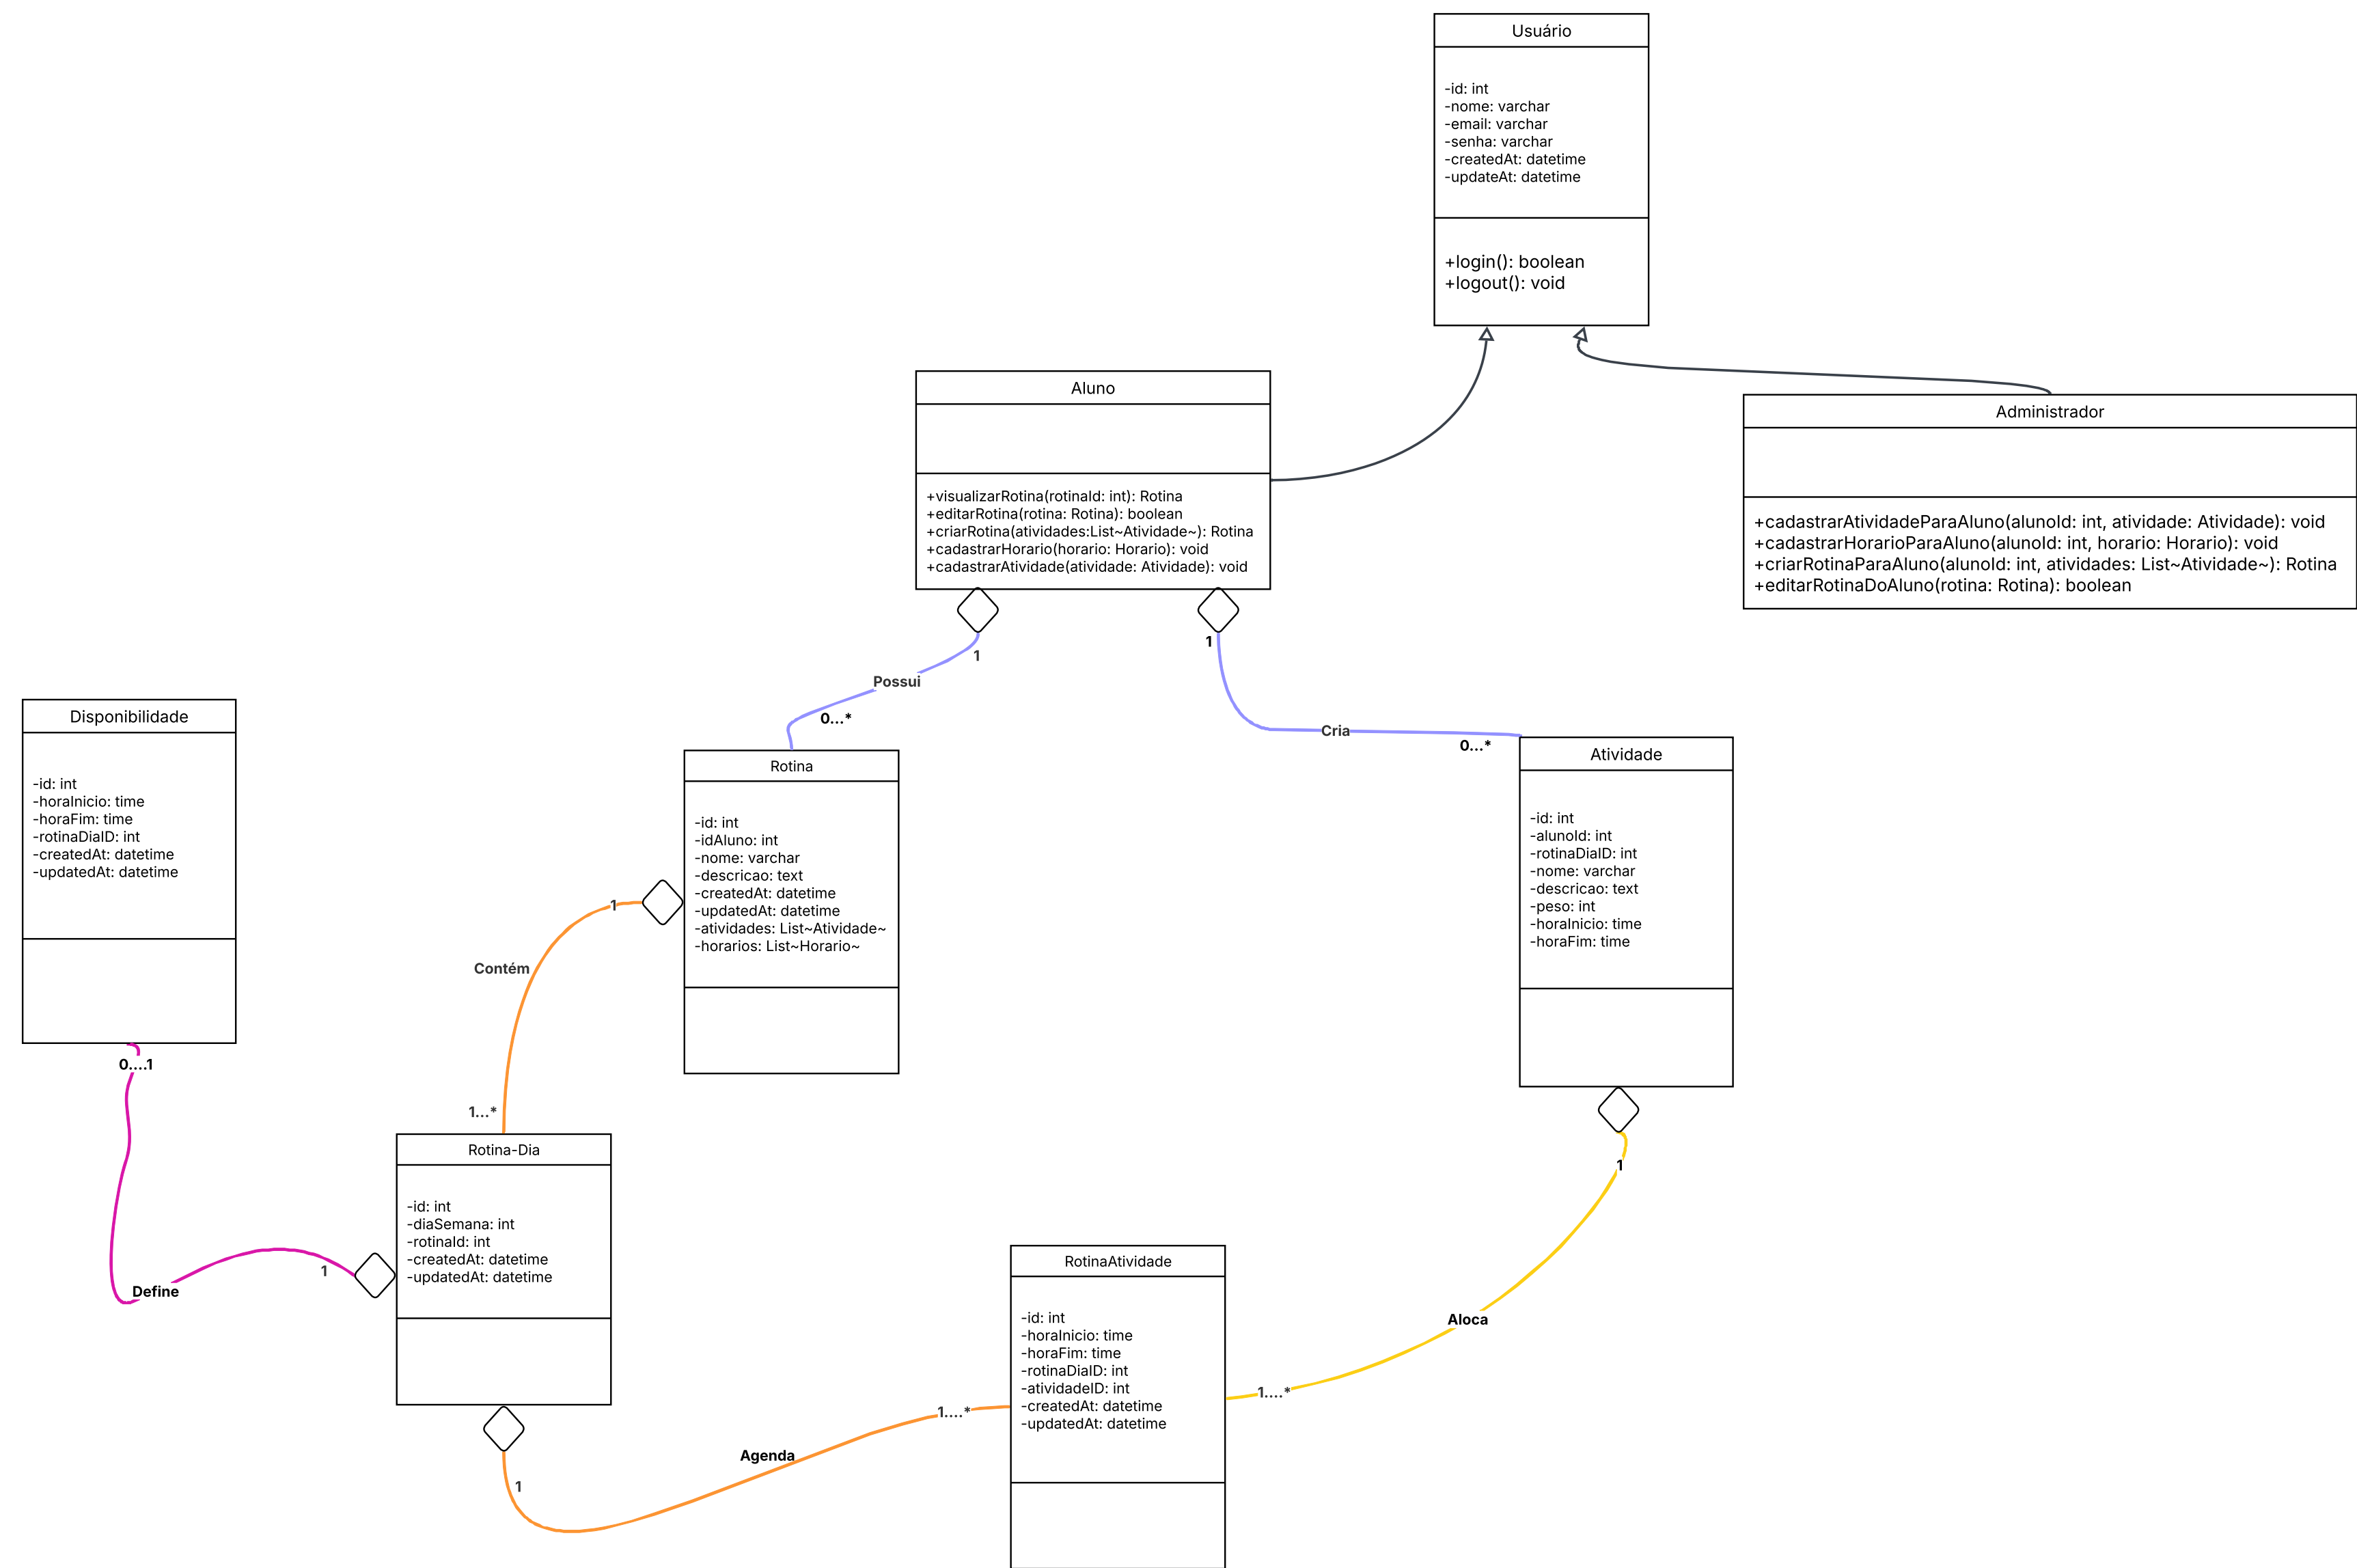 Usuário
-id: int
-nome: varchar
-email: varchar
-senha: varchar
-createdAt: datetime
-updateAt: datetime
+login(): boolean
+logout(): void
Aluno
+visualizarRotina(rotinaId: int): Rotina
+editarRotina(rotina: Rotina): boolean
+criarRotina(atividades:List~Atividade~): Rotina
+cadastrarHorario(horario: Horario): void
+cadastrarAtividade(atividade: Atividade): void
Administrador
+cadastrarAtividadeParaAluno(alunoId: int, atividade: Atividade): void
+cadastrarHorarioParaAluno(alunoId: int, horario: Horario): void
+criarRotinaParaAluno(alunoId: int, atividades: List~Atividade~): Rotina
+editarRotinaDoAluno(rotina: Rotina): boolean
1
Possui
0...*
1
Cria
0...*
Disponibilidade
-id: int
-horaInicio: time
-horaFim: time
-rotinaDiaID: int
-createdAt: datetime
-updatedAt: datetime
Rotina
-id: int
-idAluno: int
-nome: varchar
-descricao: text
-createdAt: datetime
-updatedAt: datetime
-atividades: List~Atividade~
-horarios: List~Horario~
Atividade
-id: int
-alunoId: int
-rotinaDiaID: int
-nome: varchar
-descricao: text
-peso: int
-horaInicio: time
-horaFim: time
1
Contém
1...*
0....1
Define
1
Rotina-Dia
-id: int
-diaSemana: int
-rotinaId: int
-createdAt: datetime
-updatedAt: datetime
1
Agenda
1....*
RotinaAtividade
-id: int
-horaInicio: time
-horaFim: time
-rotinaDiaID: int
-atividadeID: int
-createdAt: datetime
-updatedAt: datetime
1
Aloca
1....*